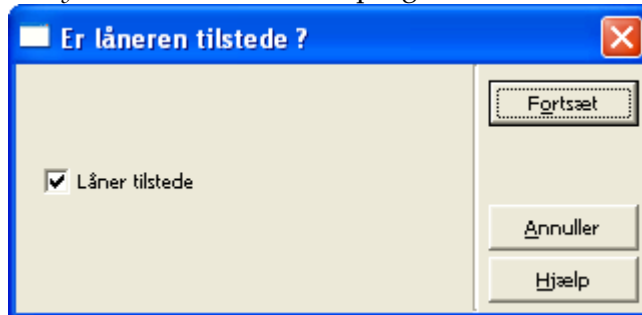 Er låneren tilstede ?
Fortsæt
Låner tilstede
Annuller
Hjælp